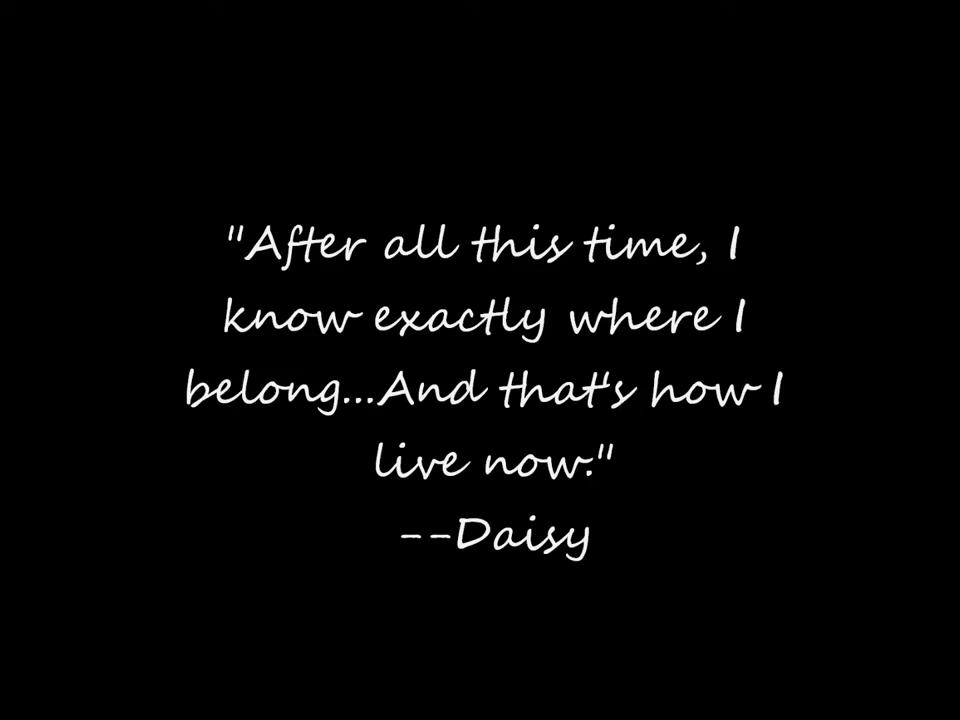 "After all this time, I
know exactly where I
belong...And that's how I
live now."
--Daisy